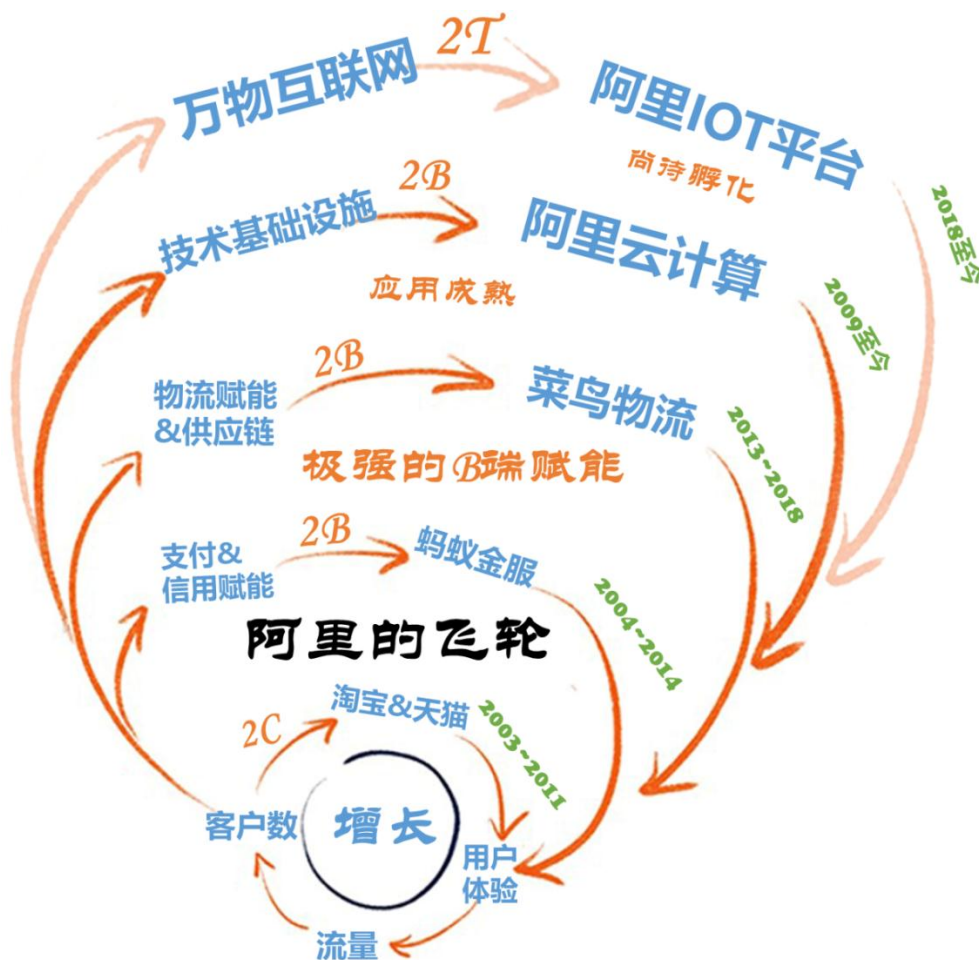 2T
万物互联网
阿里IOT平台
尚待孵化
2018至今
2B
技术基础设施
阿里云计算
应用成熟
2009至今
2B
物流赋能
&供应链
菜鸟物流
2013~2018
极强的B端赋能
2B
支付&
信用赋能
蚂蚁金服
2004~2014
阿里的飞轮
2C
淘宝&天猫
2003~2011
客户数
增长
用户
体验
流量